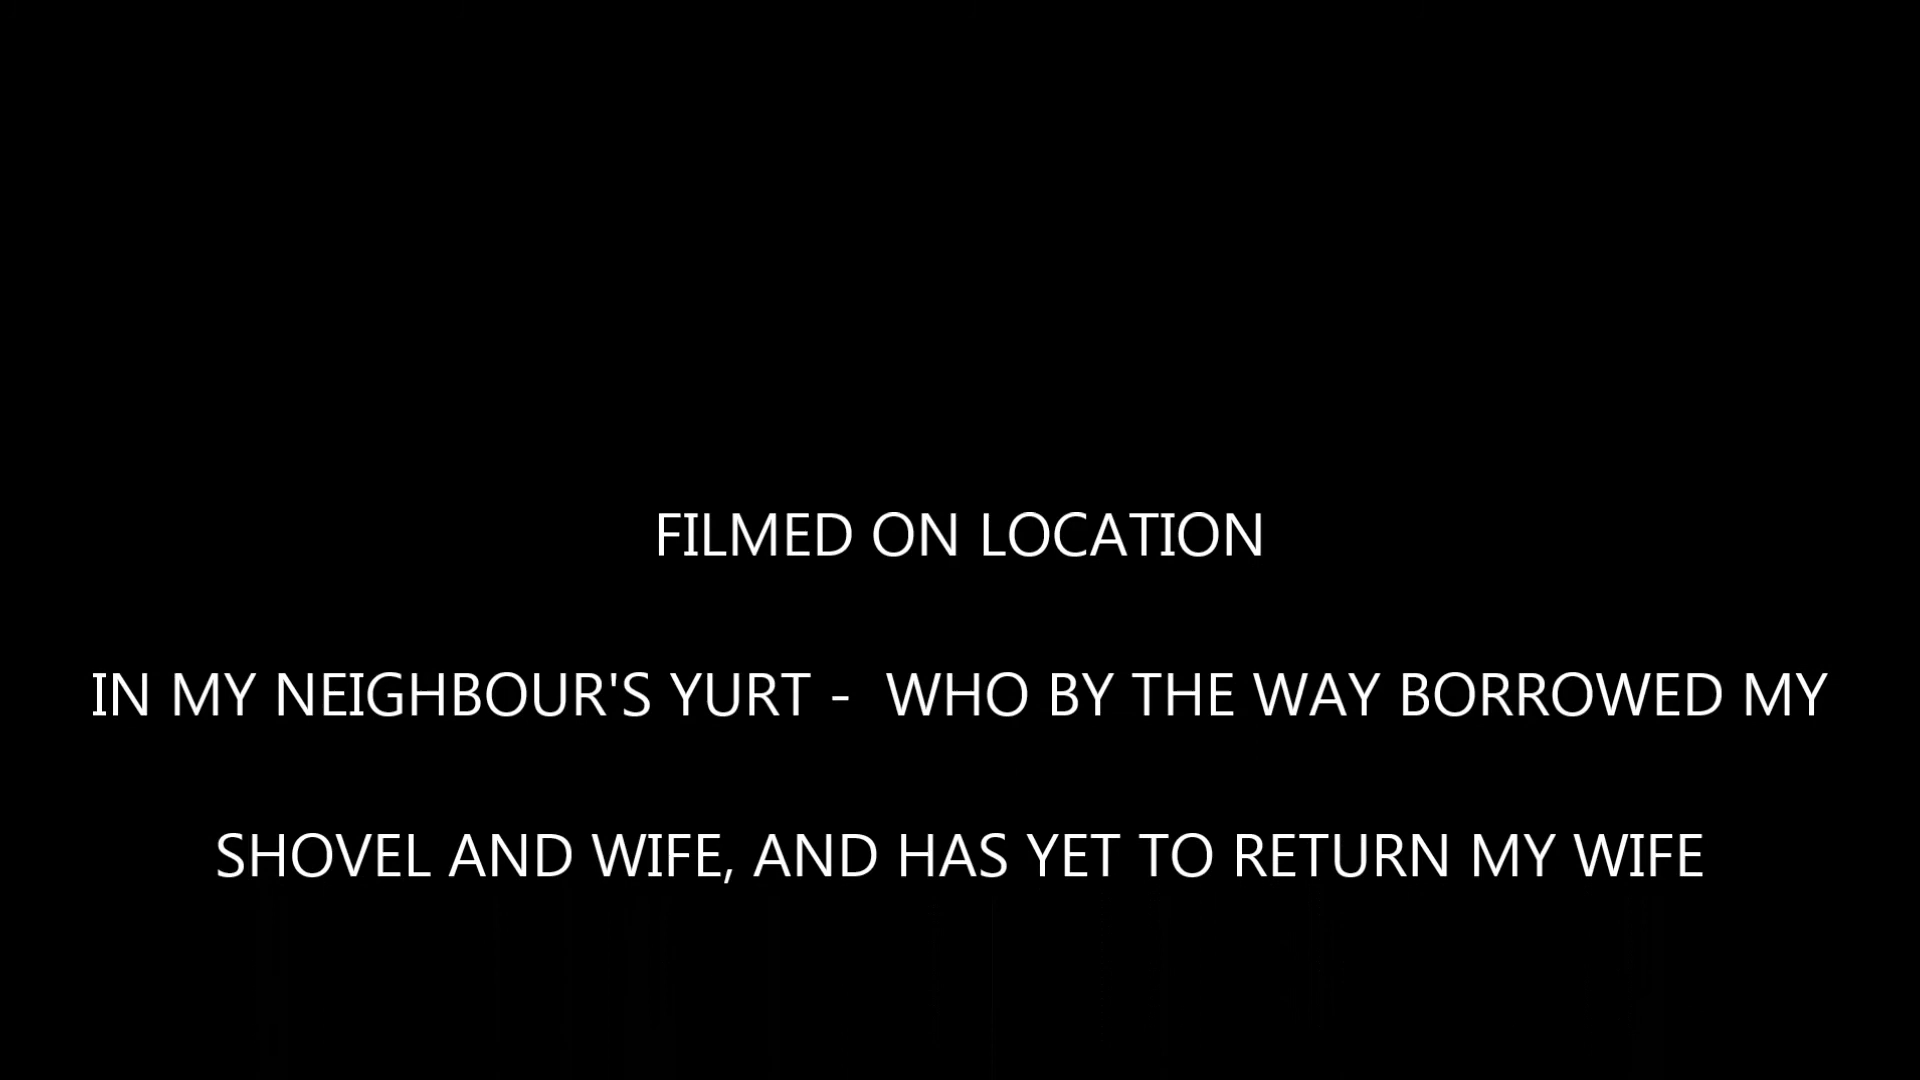 FILMED ON LOCATION
IN MY NEIGHBOUR'S YURT -  WHO BY THE WAY BORROWED MY
SHOVEL AND WIFE, AND HAS YET TO RETURN MY WIFE